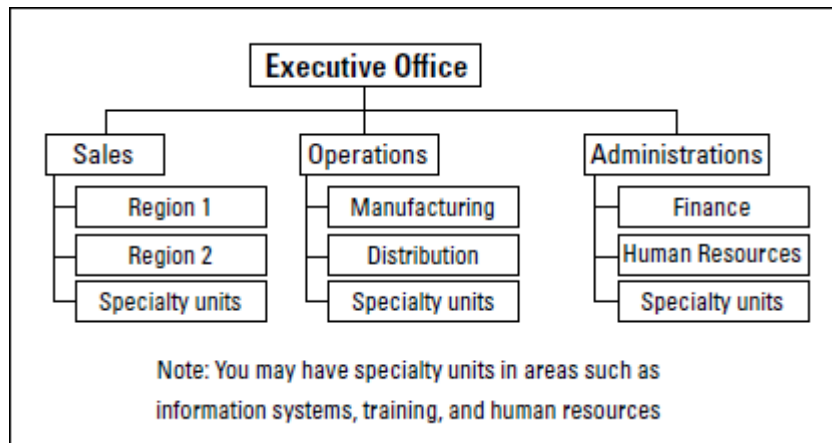 Executive Office
Sales
Operations
Administrations
Region 1
Manufacturing
Finance
Region 2
Distribution
Human Resources
Specialty units
Specialty units
Specialty units
Note: You may have specialty units in areas such as
information systems, training, and human resources